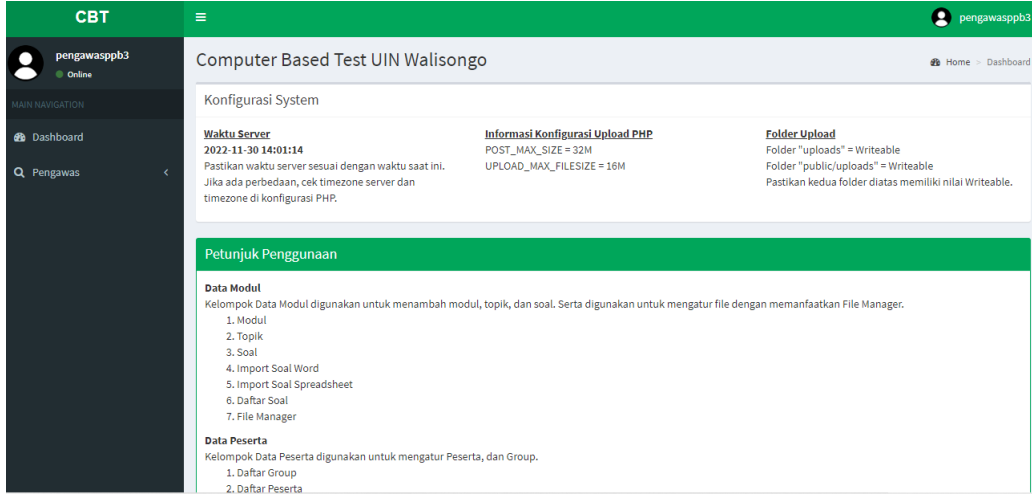 CBT
pengawasppb3
pengawasppb3
Online
MAIN NAVIGATION
Dashboard
Pengawas
Computer Based Test UIN Walisongo
Home > Dashboard
Konfigurasi System
Waktu Server
2022-11-30 14:01:14
Pastikan waktu server sesuai dengan waktu saat ini.
Jika ada perbedaan, cek timezone server dan
timezone di konfigurasi PHP.
Informasi Konfigurasi Upload PHP
POST_MAX_SIZE = 32M
UPLOAD_MAX_FILESIZE = 16M
Folder Upload
Folder "uploads" = Writeable
Folder "public/uploads" = Writeable
Pastikan kedua folder diatas memiliki nilai Writeable.
Petunjuk Penggunaan
Data Modul
Kelompok Data Modul digunakan untuk menambah modul, topik, dan soal. Serta digunakan untuk mengatur file dengan memanfaatkan File Manager.
1. Modul
2. Topik
3. Soal
4. Import Soal Word
5. Import Soal Spreadsheet
6. Daftar Soal
7. File Manager
Data Peserta
Kelompok Data Peserta digunakan untuk mengatur Peserta, dan Group.
1. Daftar Group
2. Daftar Peserta